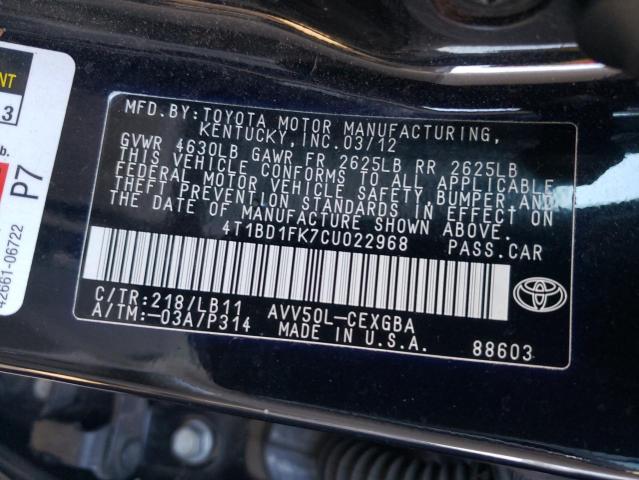 MFD.BY:TOYOTA MOTOR MANUFACTURING,
KENTUCKY,INC.03/12
GVWR 4630LB GAWR FR 2625LB RR 2625LB
THIS VEHICLE CONFORMS TO ALL APPLICABLE
FEDERAL MOTOR VEHICLE SAFETY,BUMPER,AND
THEFT PREVENTION STANDARDS IN EFFECT ON
THE DATE OF MANUFACTURE SHOWN ABOVE.
4T1BD1FK7CU022968 PASS.CAR
C/TR:218/LB11 AVV50L-CEXGBA
A/TM:-03A/P314 MADE IN U.S.A. 88603
3
b.
P7
42661-06722